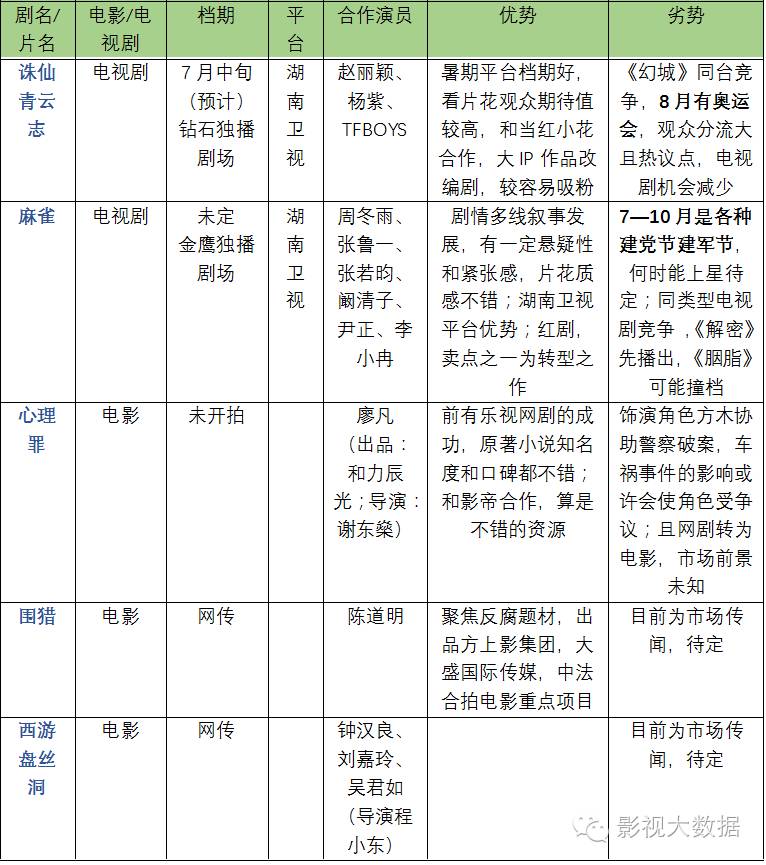 剧名/
片名
电影/电
视剧
档期
平
台
合作演员
优势
劣势
诛仙
青云
志
电视剧
7月中旬
（预计）
钻石独播
剧场
湖
南
卫
视
赵丽颖、
杨紫、
TFBOYS
暑期平台档期好，
看片花观众期待值
较高，和当红小花
合作，大IP作品改
编剧，较容易吸粉
《幻城》同台竞
争，8月有奥运
会，观众分流大
且热议点，电视
剧机会减少
麻雀
电视剧
未定
金鹰独播
剧场
湖
南
卫
视
周冬雨、
张鲁一、
张若昀、
阚清子、
尹正、李
小冉
剧情多线叙事发
展，有一定悬疑性
和紧张感，片花质
感不错；湖南卫视
平台优势；红剧，
卖点之一为转型之
作
7—10月是各种
建党节建军节，
何时能上星待
定；同类型电视
剧竞争，《解密》
先播出，《胭脂》
可能撞档
心理
罪
电影
未开拍
廖凡
（出品：
和力辰
光；导演：
谢东燊）
前有乐视网剧的成
功，原著小说知名
度和口碑都不错；
和影帝合作，算是
不错的资源
饰演角色方木协
助警察破案，车
祸事件的影响或
许会使角色受争
议；且网剧转为
电影，市场前景
未知
围猎
电影
网传
陈道明
聚焦反腐题材，出
品方上影集团，大
盛国际传媒，中法
合拍电影重点项目
目前为市场传
闻，待定
西游
盘丝
洞
电影
网传
钟汉良、
刘嘉玲、
吴君如
（导演程
小东）
目前为市场传
闻，待定
影视大数据